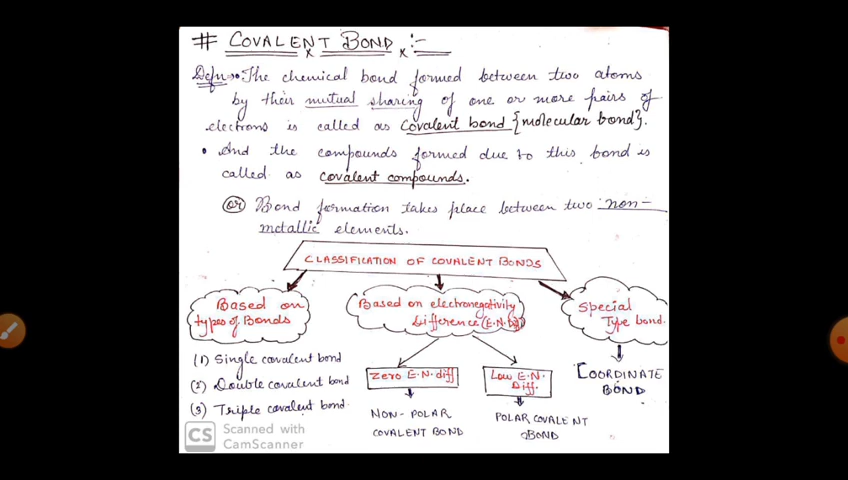 # COVALENT BOND :-
Defn:- The chemical bond formed between two atoms
by their mutual sharing of one or more pairs of
electrons is called as covalent bond {molecular bond}.
• And the compounds formed due to this bond is
called as covalent compounds.
(or) Bond formation takes place between two non-
metallic elements.
CLASSIFICATION OF COVALENT BONDS
Based on
types of Bonds
(1) Single covalent bond
(2) Double covalent bond
(3) Triple covalent bond.
Based on electronegativity
Difference (E.N. Diff)
Zero E.N. diff
NON-POLAR
COVALENT BOND
Low E.N.
Diff.
POLAR COVALENT
BOND
Special
Type bond.
COORDINATE
BOND
CS Scanned with
CamScanner